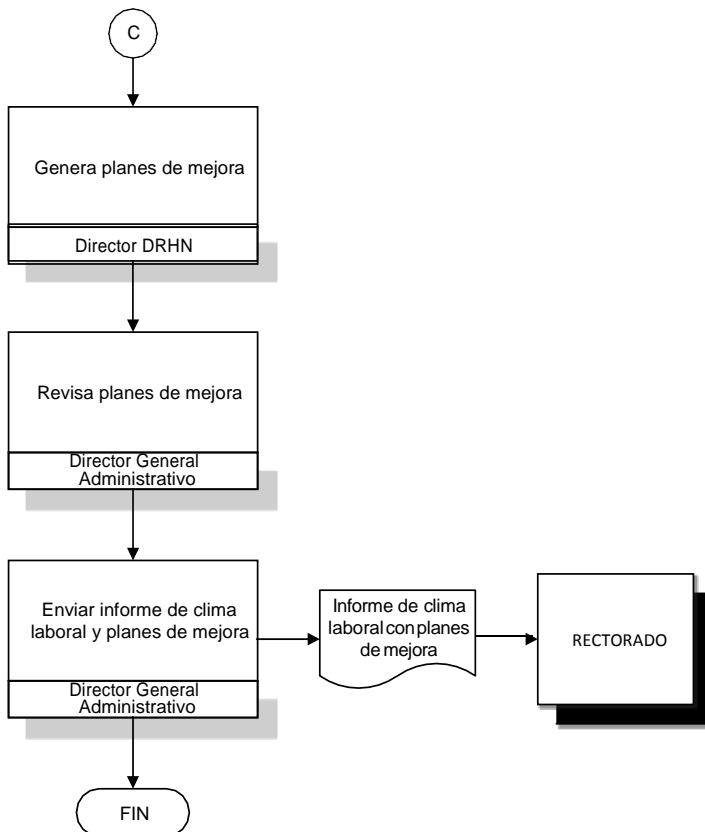 C
Genera planes de mejora
Director DRHN
Revisa planes de mejora
Director General
Administrativo
Enviar informe de clima
laboral y planes de mejora
Director General
Administrativo
Informe de clima
laboral con planes
de mejora
RECTORADO
FIN